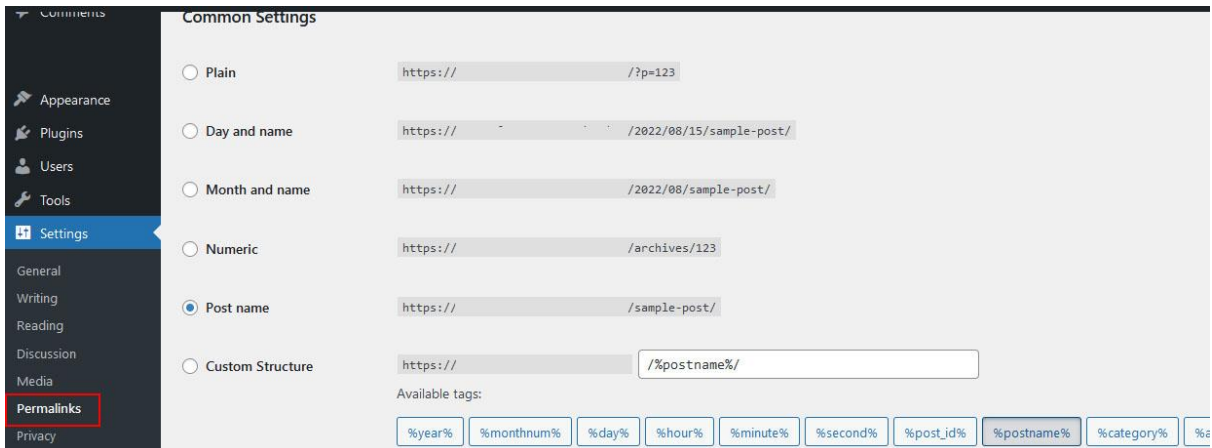 Comments
Appearance
Plugins
Users
Tools
Settings
General
Writing
Reading
Discussion
Media
Permalinks
Privacy
Common Settings
Plain https:// /?p=123
Day and name https:// /2022/08/15/sample-post/
Month and name https:// /2022/08/sample-post/
Numeric https:// /archives/123
Post name https:// /sample-post/
Custom Structure https:// /%postname%/
Available tags:
%year% %monthnum% %day% %hour% %minute% %second% %post_id% %postname% %category%